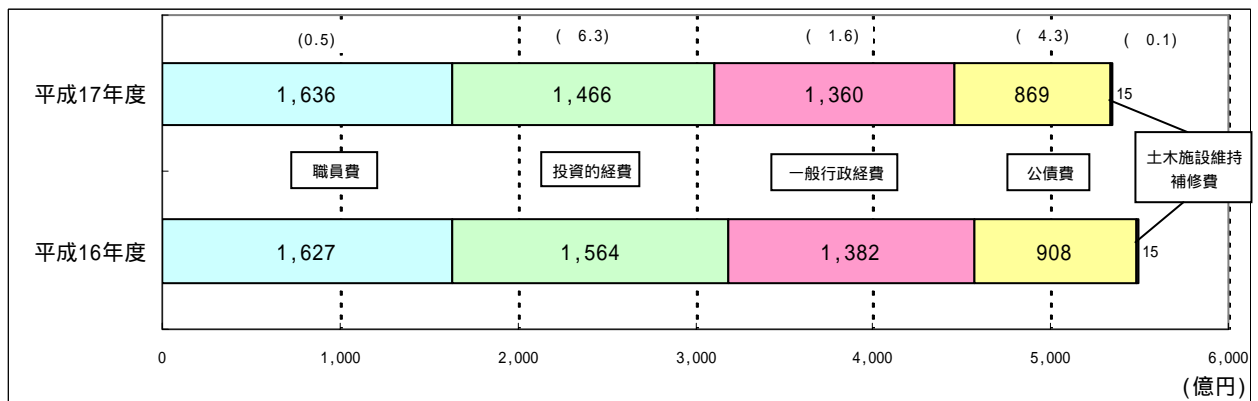 (0.5) ( 6.3) ( 1.6) ( 4.3) ( 0.1)
平成17年度 1,636 1,466 1,360 869 15
職員費 投資的経費 一般行政経費 公債費 土木施設維持
補修費
平成16年度 1,627 1,564 1,382 908 15
0 1,000 2,000 3,000 4,000 5,000 6,000
(億円)